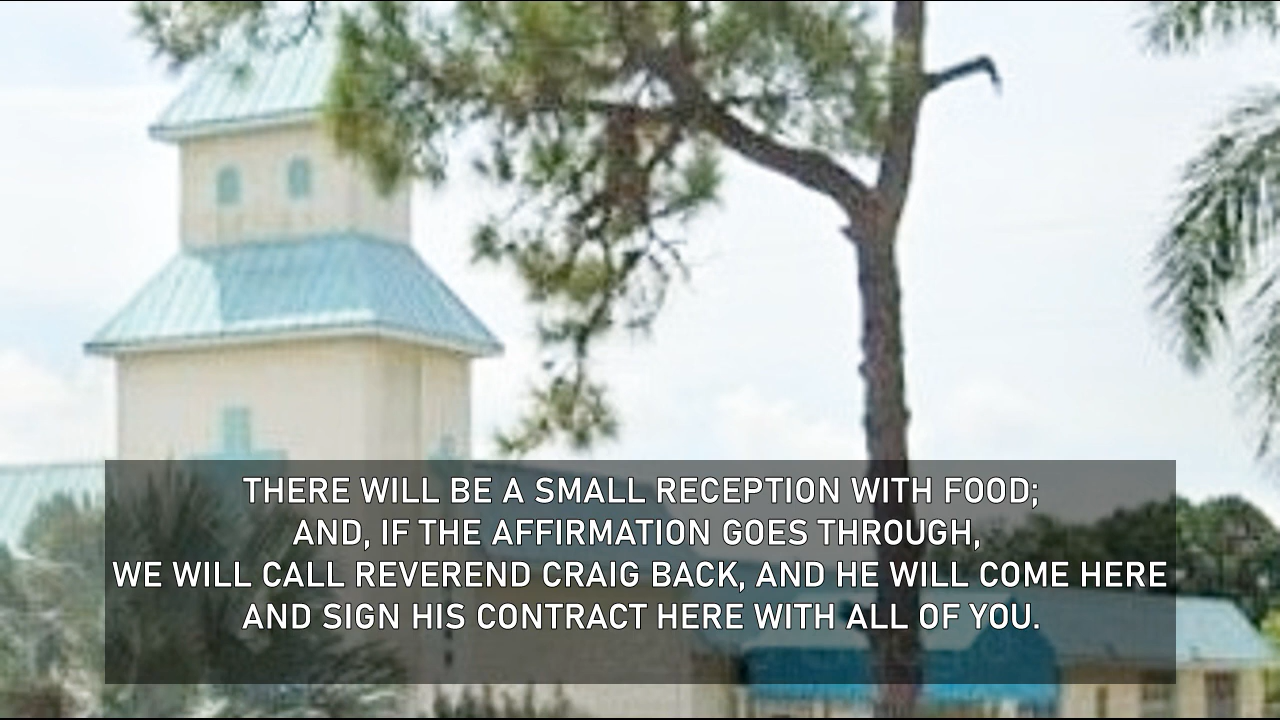 THERE WILL BE A SMALL RECEPTION WITH FOOD;
AND, IF THE AFFIRMATION GOES THROUGH,
WE WILL CALL REVEREND CRAIG BACK, AND HE WILL COME HERE
AND SIGN HIS CONTRACT HERE WITH ALL OF YOU.